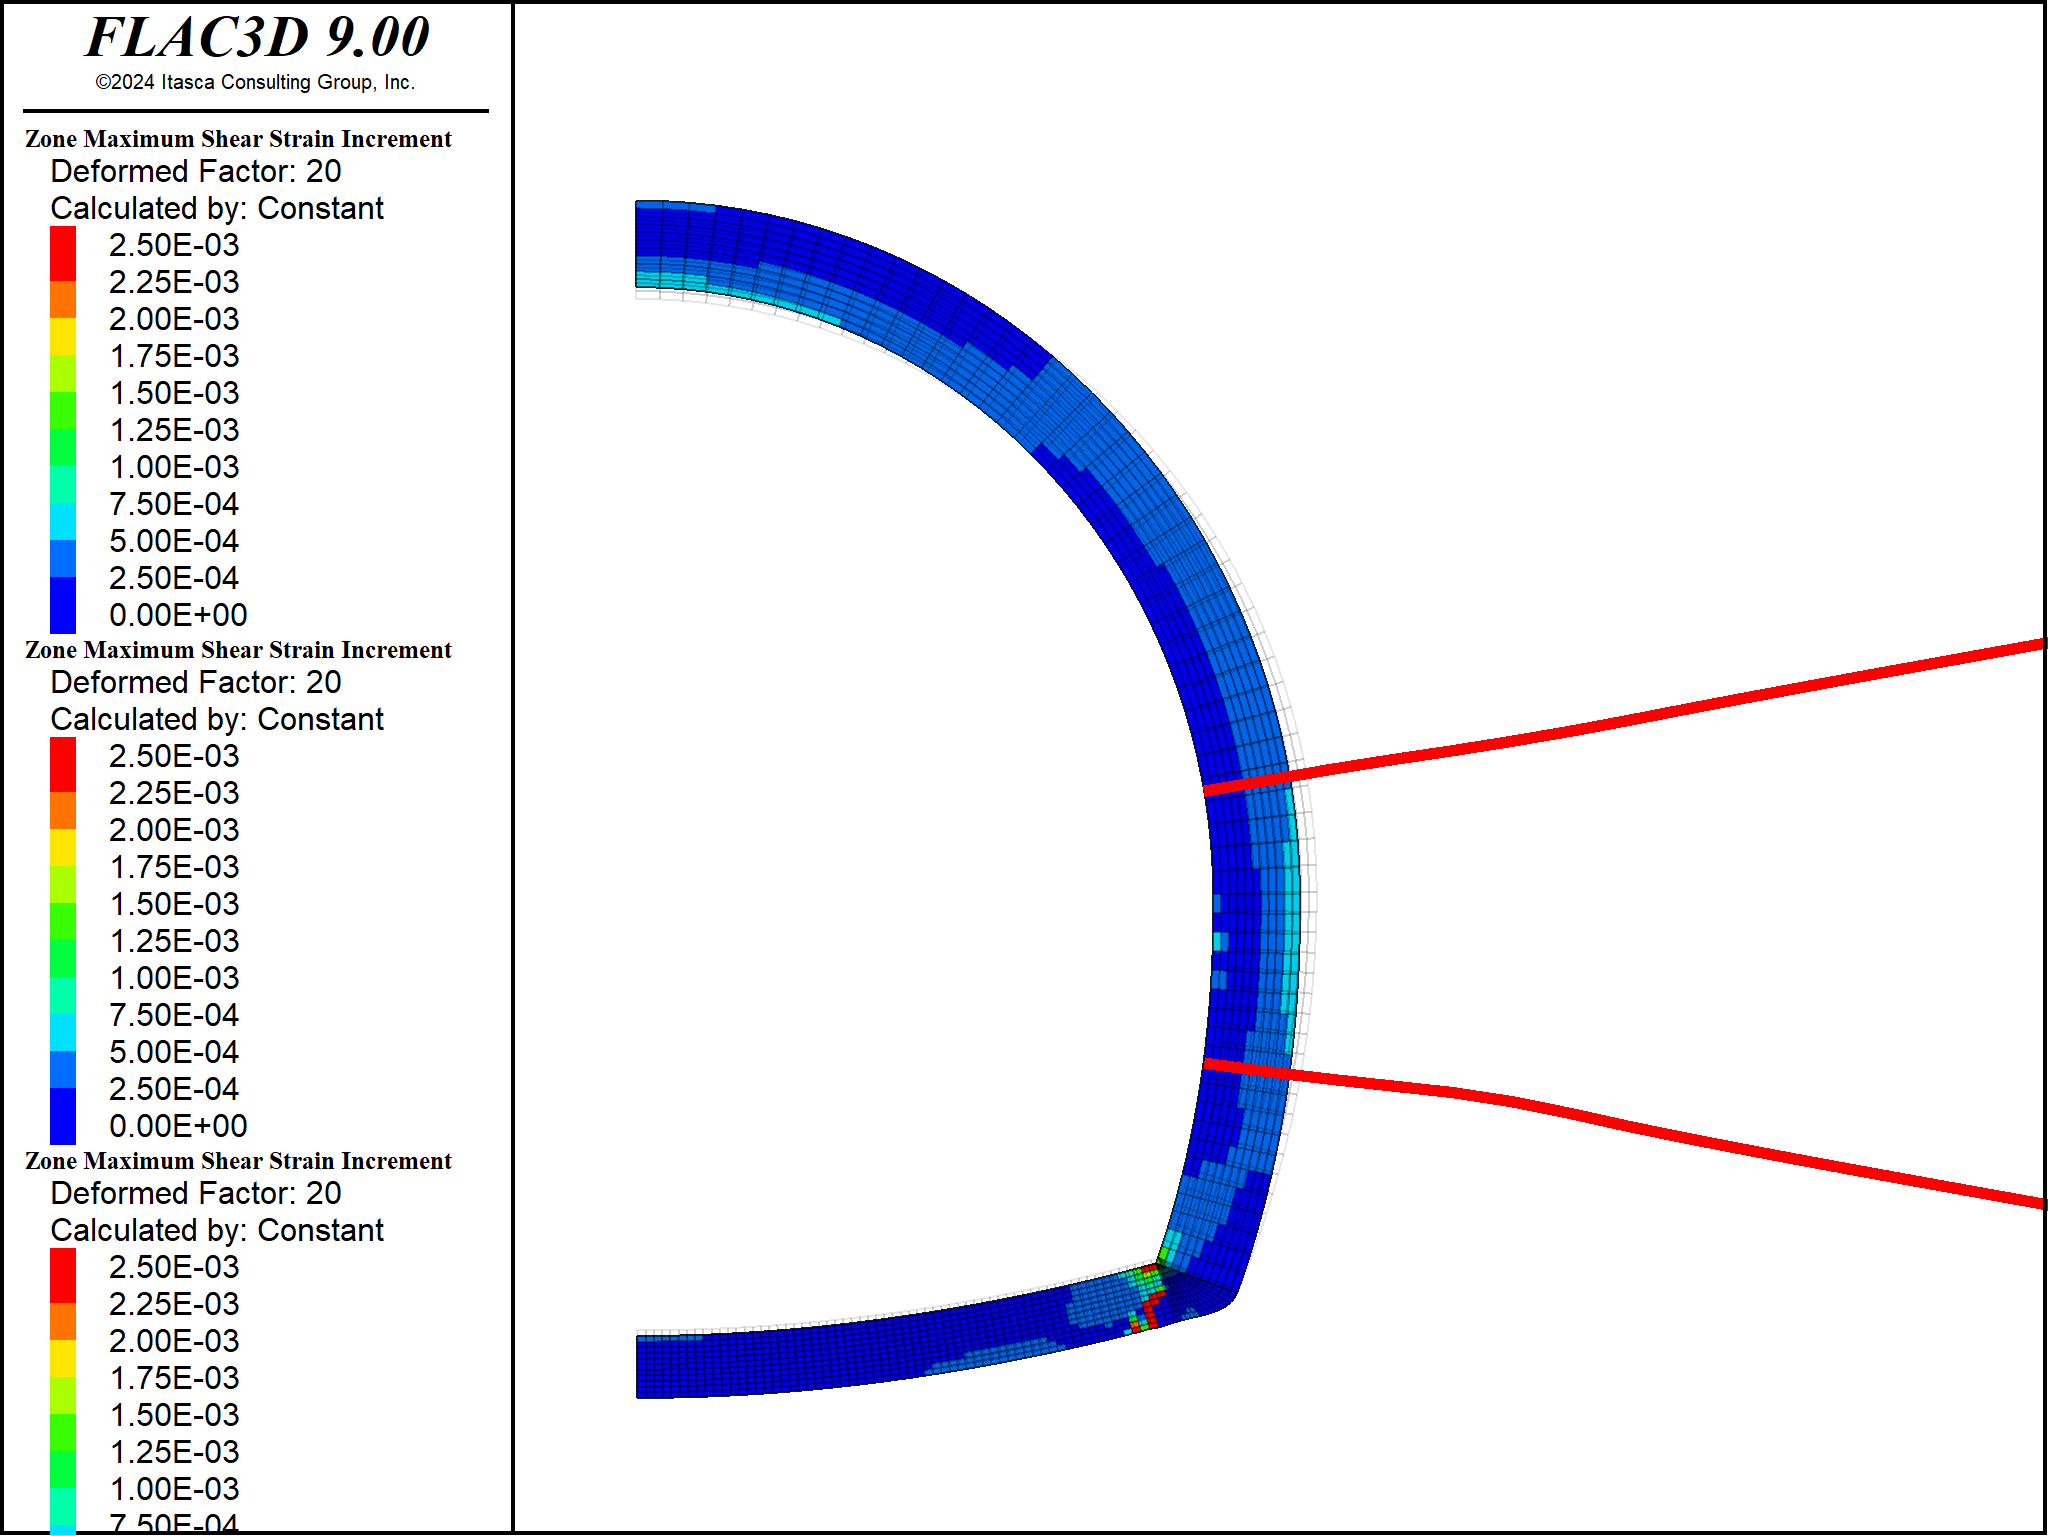 FLAC3D 9.00
©2024 Itasca Consulting Group, Inc.
Zone Maximum Shear Strain Increment
Deformed Factor: 20
Calculated by: Constant
2.50E-03
2.25E-03
2.00E-03
1.75E-03
1.50E-03
1.25E-03
1.00E-03
7.50E-04
5.00E-04
2.50E-04
0.00E+00
Zone Maximum Shear Strain Increment
Deformed Factor: 20
Calculated by: Constant
2.50E-03
2.25E-03
2.00E-03
1.75E-03
1.50E-03
1.25E-03
1.00E-03
7.50E-04
5.00E-04
2.50E-04
0.00E+00
Zone Maximum Shear Strain Increment
Deformed Factor: 20
Calculated by: Constant
2.50E-03
2.25E-03
2.00E-03
1.75E-03
1.50E-03
1.25E-03
1.00E-03
7.50E-04